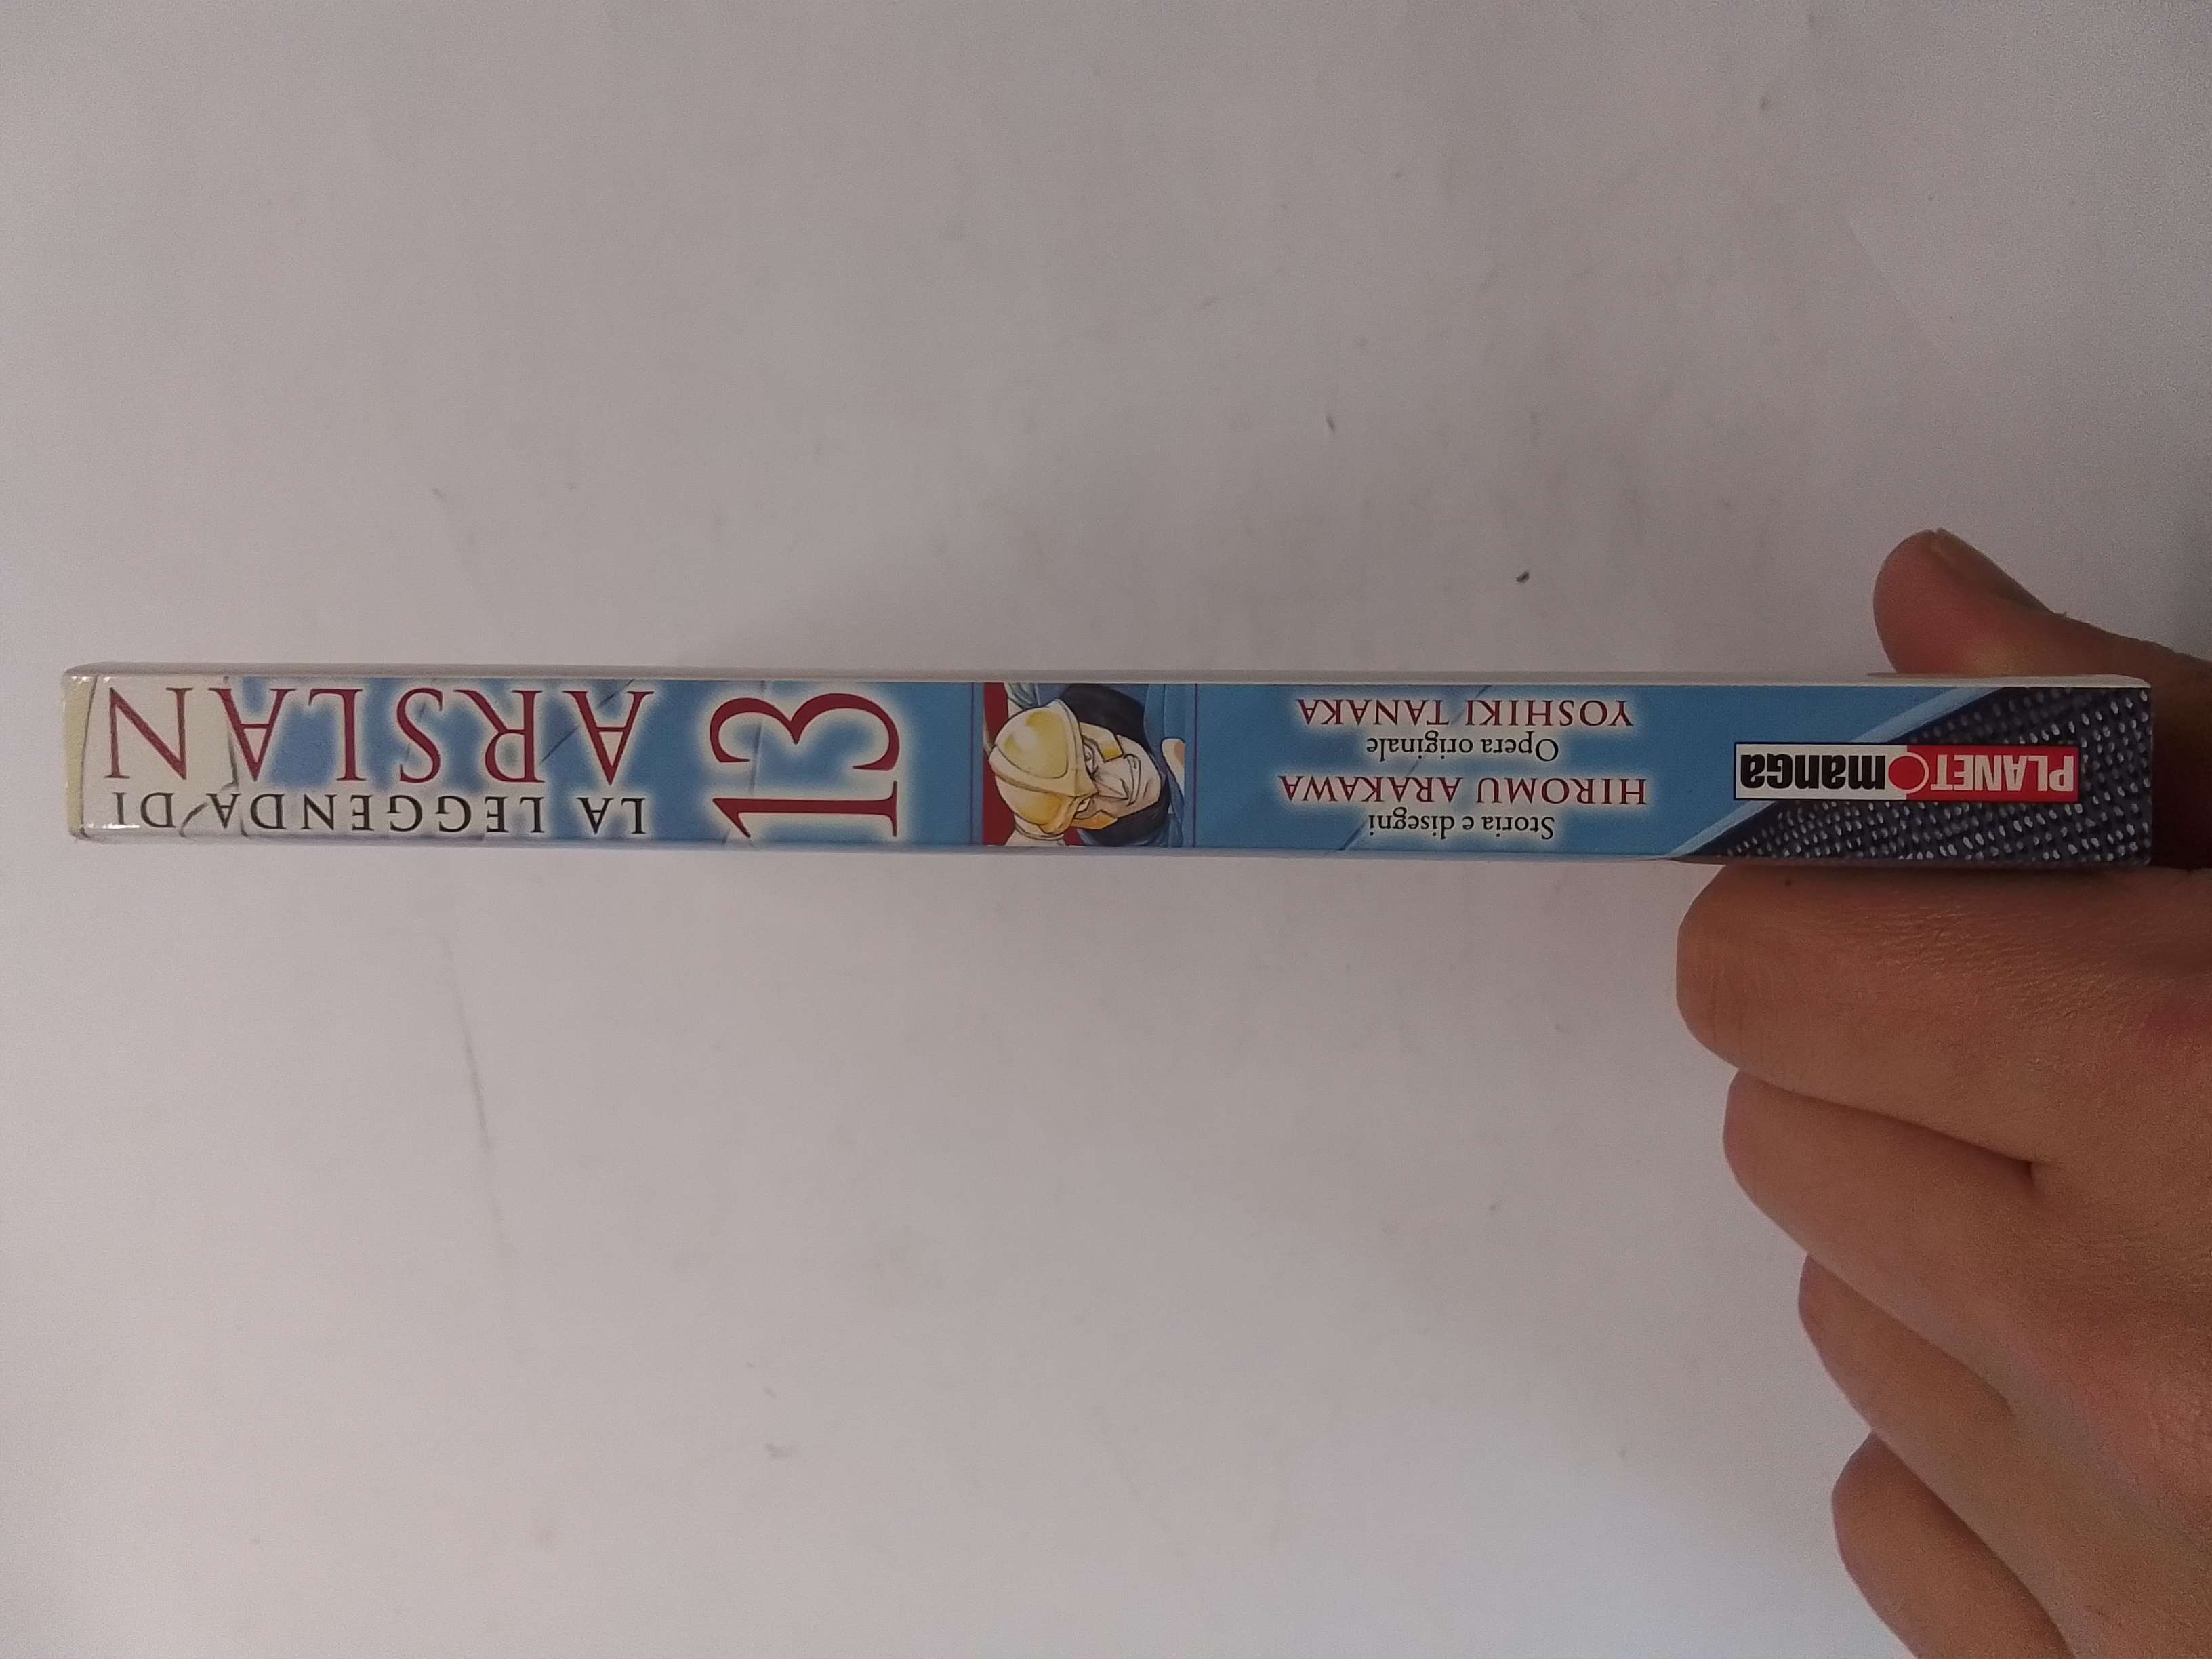 LA LEGGENDA DI
ARSLAN
13
Storia e disegni
HIROMU ARAKAWA
Opera originale
YOSHIKI TANAKA
PLANET manga